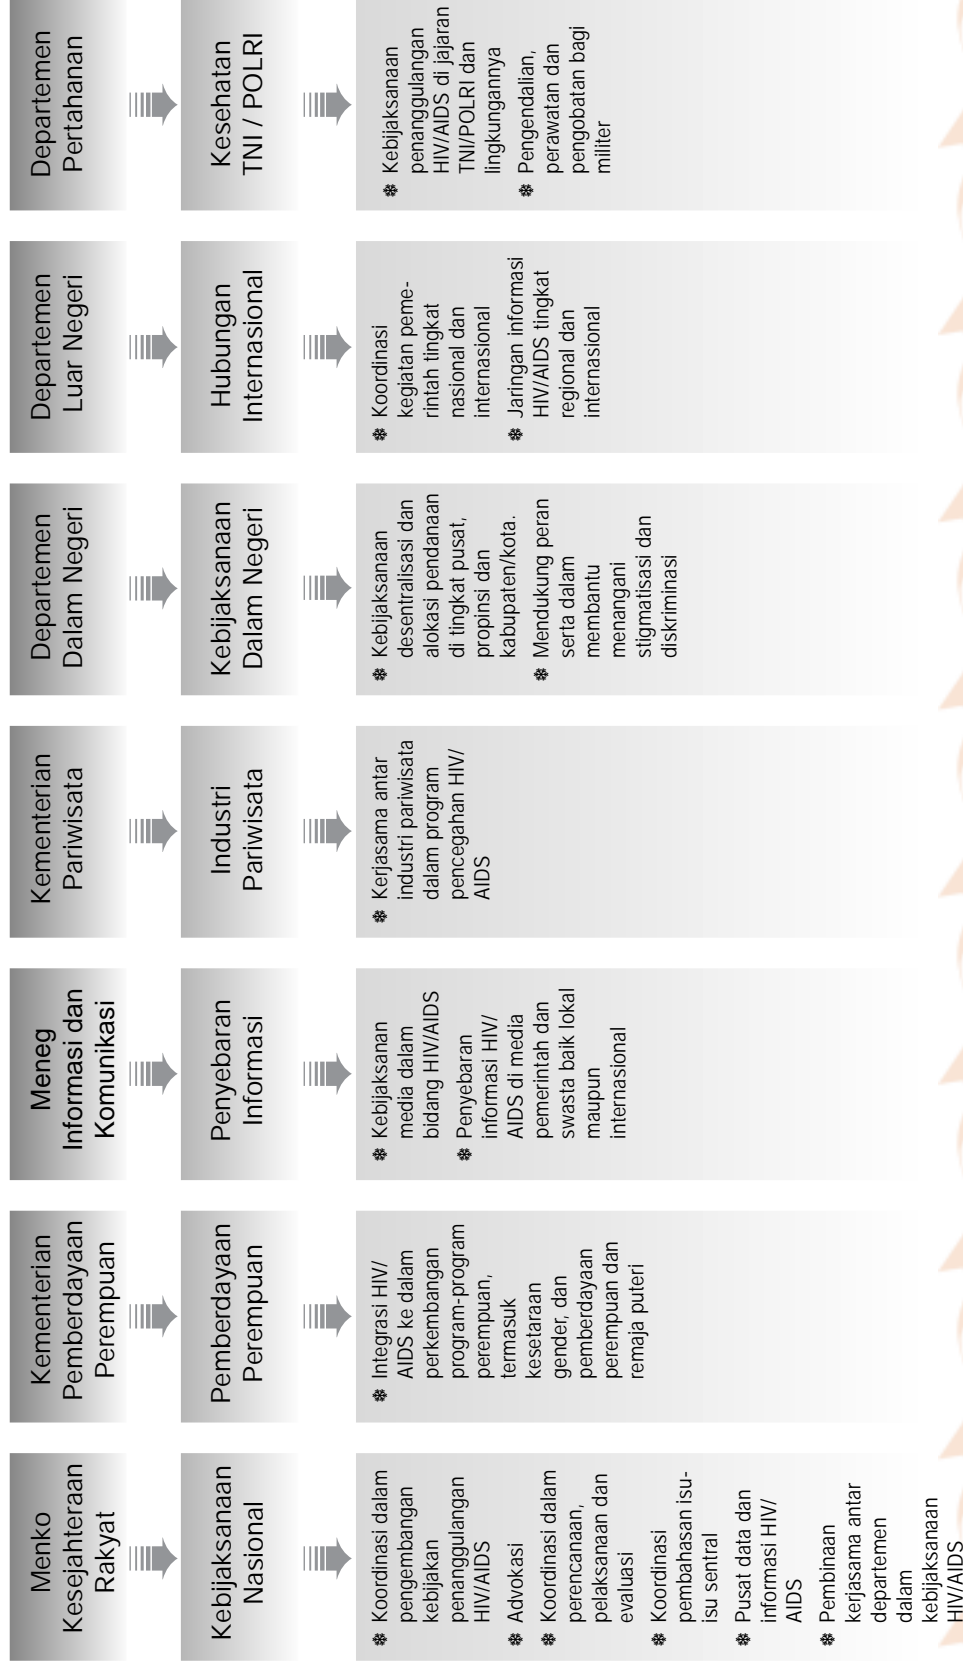 Menko
Kesejahteraan
Rakyat
Kebijaksanaan
Nasional
❄ Koordinasi dalam
pengembangan
kebijakan
penanggulangan
HIV/AIDS
❄ Advokasi
❄ Koordinasi dalam
perencanaan,
pelaksanaan dan
evaluasi
❄ Koordinasi
pembahasan isu-
isu sentral
❄ Pusat data dan
informasi HIV/
AIDS
❄ Pembinaan
kerjasama antar
departemen
dalam
kebijaksanaan
HIV/AIDS
Kementerian
Pemberdayaan
Perempuan
Pemberdayaan
Perempuan
❄ Integrasi HIV/
AIDS ke dalam
perkembangan
program-program
perempuan,
termasuk
kesetaraan
gender, dan
pemberdayaan
perempuan dan
remaja puteri
Meneg
Informasi dan
Komunikasi
Penyebaran
Informasi
❄ Kebijaksanan
media dalam
bidang HIV/AIDS
❄ Penyebaran
informasi HIV/
AIDS di media
pemerintah dan
swasta baik lokal
maupun
internasional
Kementerian
Pariwisata
Industri
Pariwisata
❄ Kerjasama antar
industri pariwisata
dalam program
pencegahan HIV/
AIDS
Departemen
Dalam Negeri
Kebijaksanaan
Dalam Negeri
❄ Kebijaksanaan
desentralisasi dan
alokasi pendanaan
di tingkat pusat,
propinsi dan
kabupaten/kota.
❄ Mendukung peran
serta dalam
membantu
menangani
stigmatisasi dan
diskriminasi
Departemen
Luar Negeri
Hubungan
Internasional
❄ Koordinasi
kegiatan peme-
rintah tingkat
nasional dan
internasional
❄ Jaringan informasi
HIV/AIDS tingkat
regional dan
internasional
Departemen
Pertahanan
Kesehatan
TNI / POLRI
❄ Kebijaksanaan
penanggulangan
HIV/AIDS di jajaran
TNI/POLRI dan
lingkungannya
❄ Pengendalian,
perawatan dan
pengobatan bagi
militer